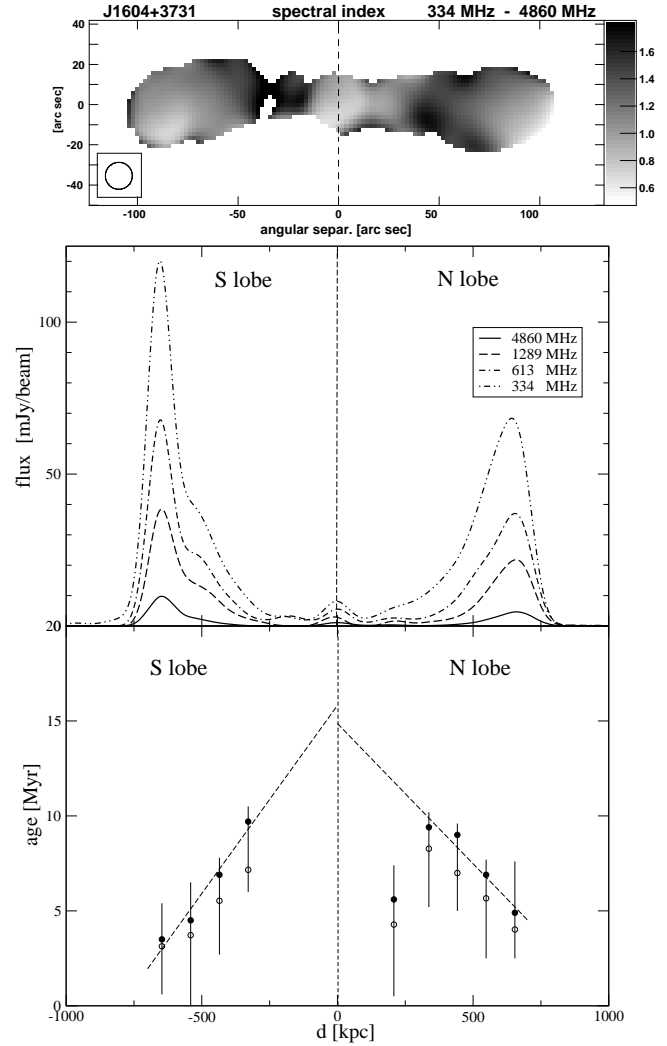 J1604+3731 spectral index 334 MHz - 4860 MHz
40
20
0
-20
-40
[arc sec]
1.6
1.4
1.2
1.0
0.8
0.6
-100 -50 0 50 100
angular separ. [arc sec]
S lobe N lobe
4860 MHz
1289 MHz
613 MHz
334 MHz
100
50
flux [mJy/beam]
20
S lobe N lobe
15
10
5
0
age [Myr]
-1000 -500 0 500 1000
d [kpc]